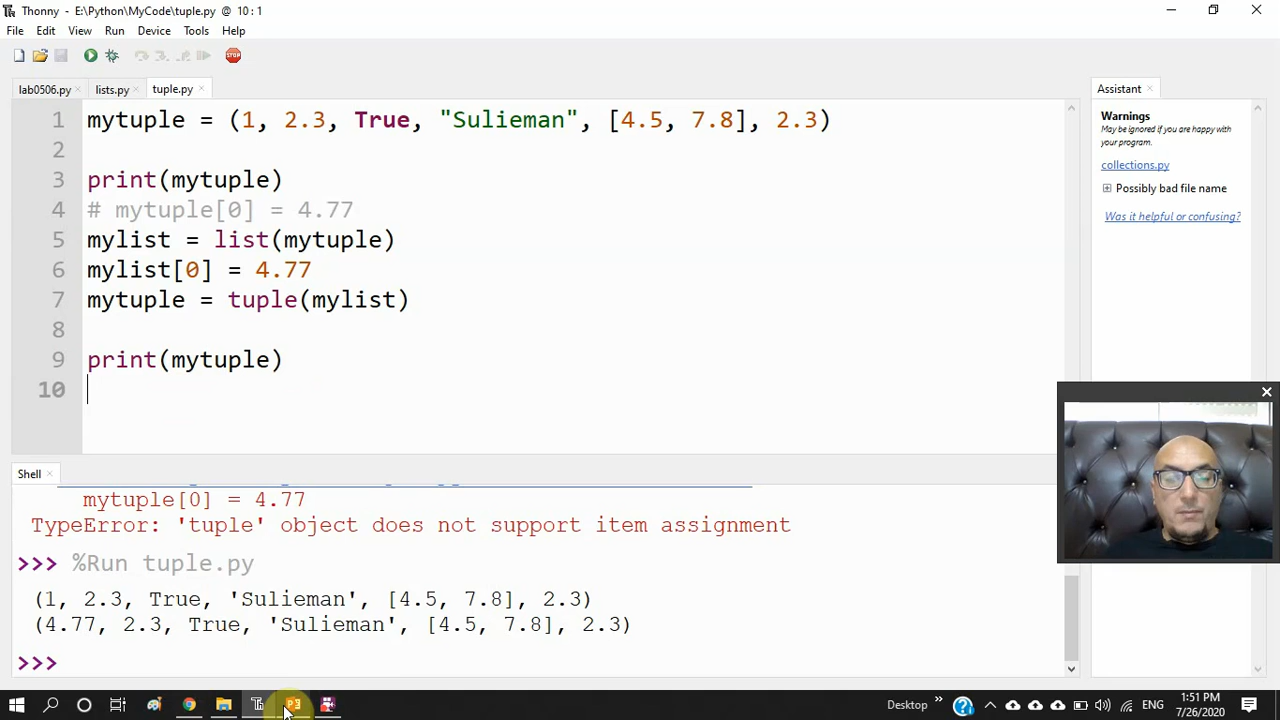 Thonny - E:\Python\MyCode\tuple.py @ 10 : 1
File Edit View Run Device Tools Help
STOP
lab0506.py × lists.py × tuple.py ×
Assistant ×
1 mytuple = (1, 2.3, True, "Sulieman", [4.5, 7.8], 2.3)
2
3 print(mytuple)
4 # mytuple[0] = 4.77
5 mylist = list(mytuple)
6 mylist[0] = 4.77
7 mytuple = tuple(mylist)
8
9 print(mytuple)
10
Warnings
May be ignored if you are happy with
your program.
collections.py
Possibly bad file name
Was it helpful or confusing?
Shell ×
mytuple[0] = 4.77
TypeError: 'tuple' object does not support item assignment
>>> %Run tuple.py
(1, 2.3, True, 'Sulieman', [4.5, 7.8], 2.3)
(4.77, 2.3, True, 'Sulieman', [4.5, 7.8], 2.3)
>>>
Desktop » ENG 1:51 PM
7/26/2020